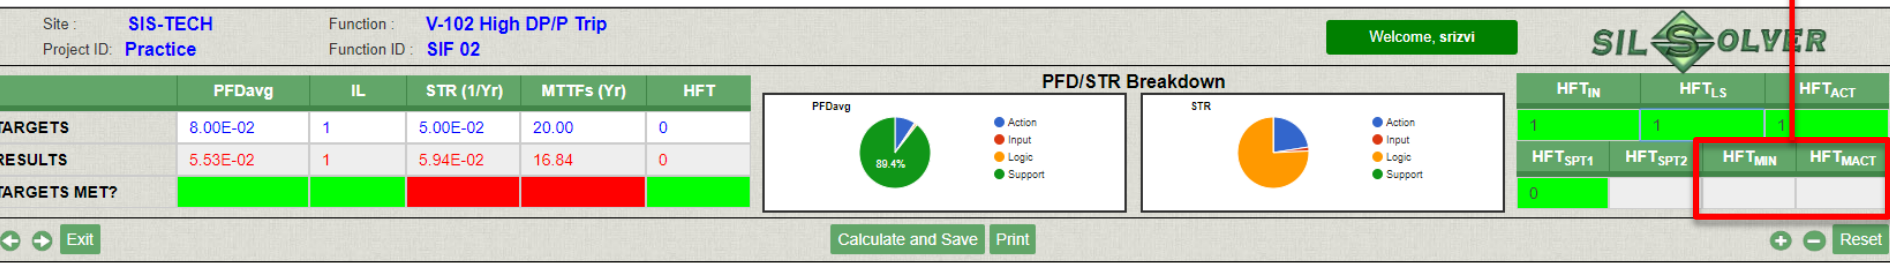 Site : SIS-TECH Function : V-102 High DP/P Trip
Project ID: Practice Function ID : SIF 02
Welcome, srizvi
SIL SOLVER
PFDavg IL STR (1/Yr) MTTFs (Yr) HFT
TARGETS 8.00E-02 1 5.00E-02 20.00 0
RESULTS 5.53E-02 1 5.94E-02 16.84 0
TARGETS MET?
PFD/STR Breakdown
PFDavg
89.4%
Action
Input
Logic
Support
STR
Action
Input
Logic
Support
HFTIN HFTLS HFTACT
1 1 1
HFTSPT1 HFTSPT2 HFTMIN HFTMACT
0
Exit Calculate and Save Print Reset